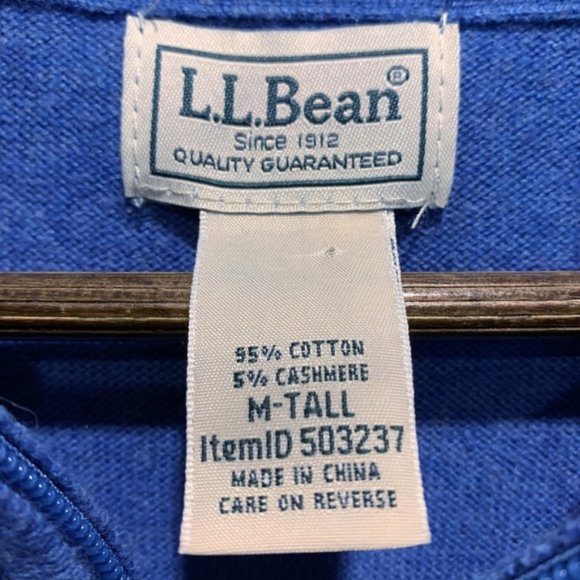 L.L.Bean®
Since 1912
QUALITY GUARANTEED
95% COTTON
5% CASHMERE
M-TALL
ItemID 503237
MADE IN CHINA
CARE ON REVERSE